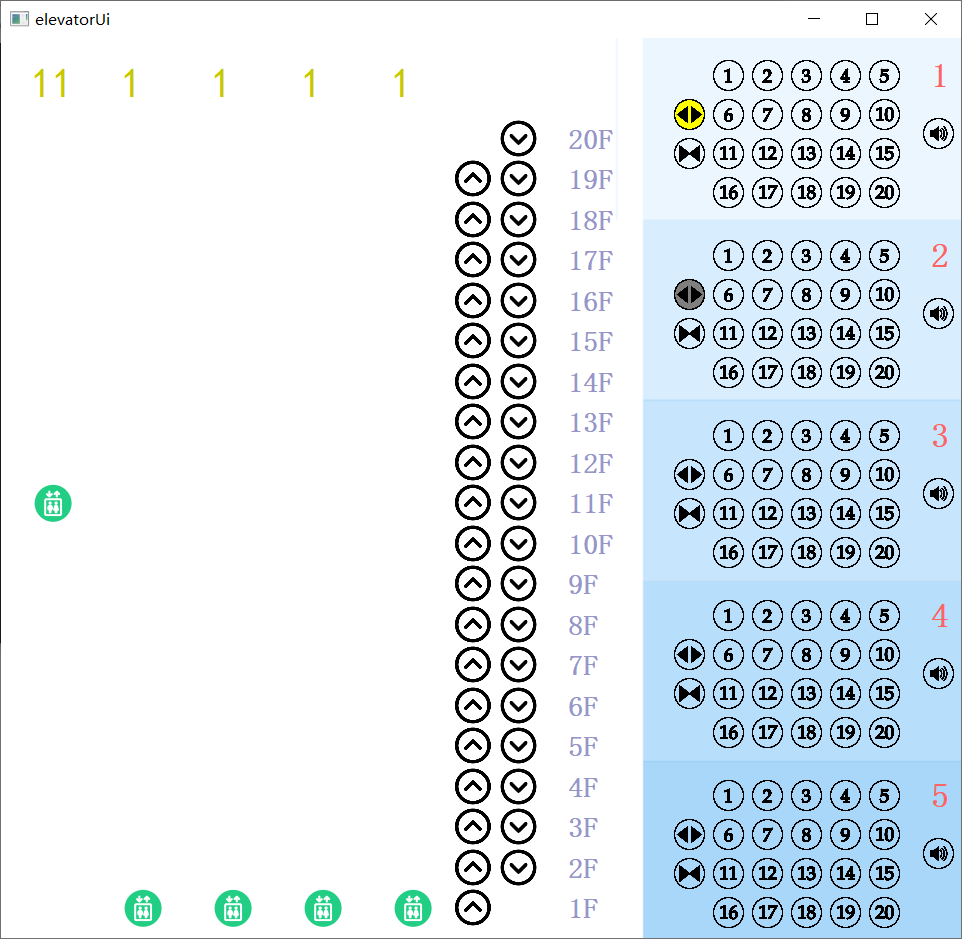 elevatorUi
11 1 1 1 1
20F
19F
18F
17F
16F
15F
14F
13F
12F
11F
10F
9F
8F
7F
6F
5F
4F
3F
2F
1F
1 2 3 4 5 1
6 7 8 9 10
11 12 13 14 15
16 17 18 19 20
1 2 3 4 5 2
6 7 8 9 10
11 12 13 14 15
16 17 18 19 20
1 2 3 4 5 3
6 7 8 9 10
11 12 13 14 15
16 17 18 19 20
1 2 3 4 5 4
6 7 8 9 10
11 12 13 14 15
16 17 18 19 20
1 2 3 4 5 5
6 7 8 9 10
11 12 13 14 15
16 17 18 19 20